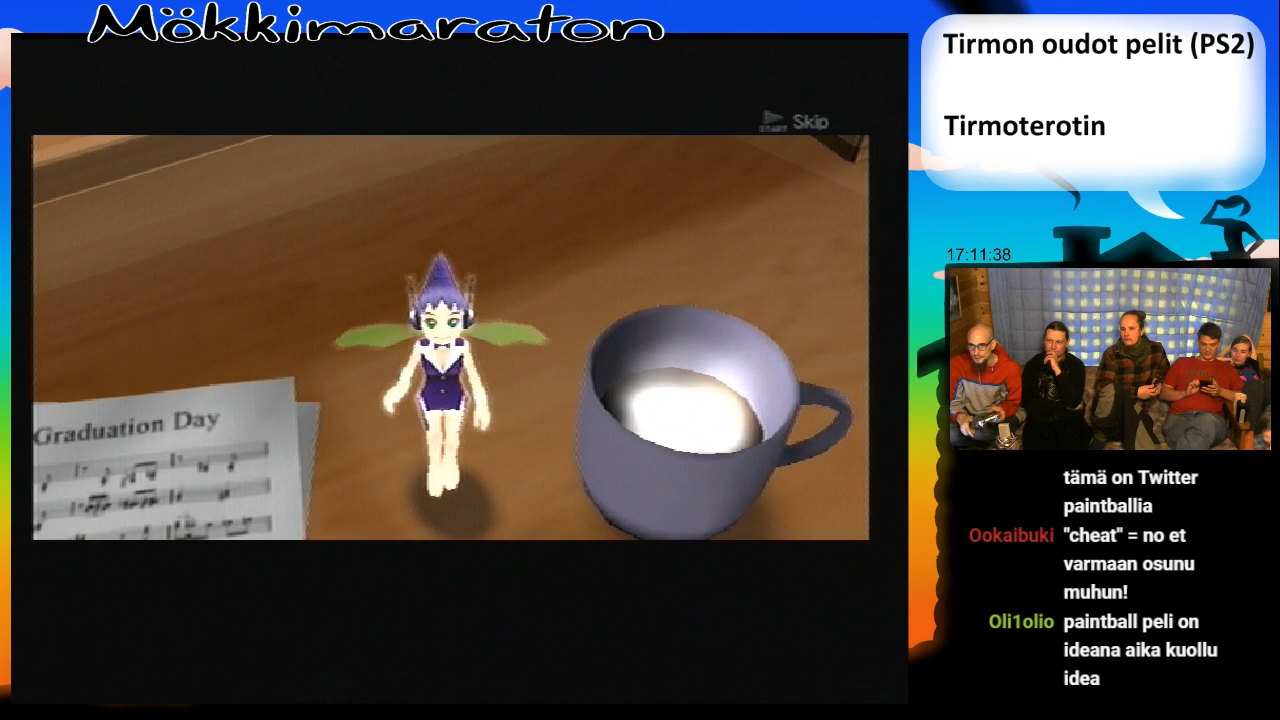 Mökkimaraton
Tirmon oudot pelit (PS2)
Tirmoterotin
START Skip
17:11:38
Graduation Day
tämä on Twitter
paintballia
Ookaibuki "cheat" = no et
varmaan osunu
muhun!
Oli1olio paintball peli on
ideana aika kuollu
idea